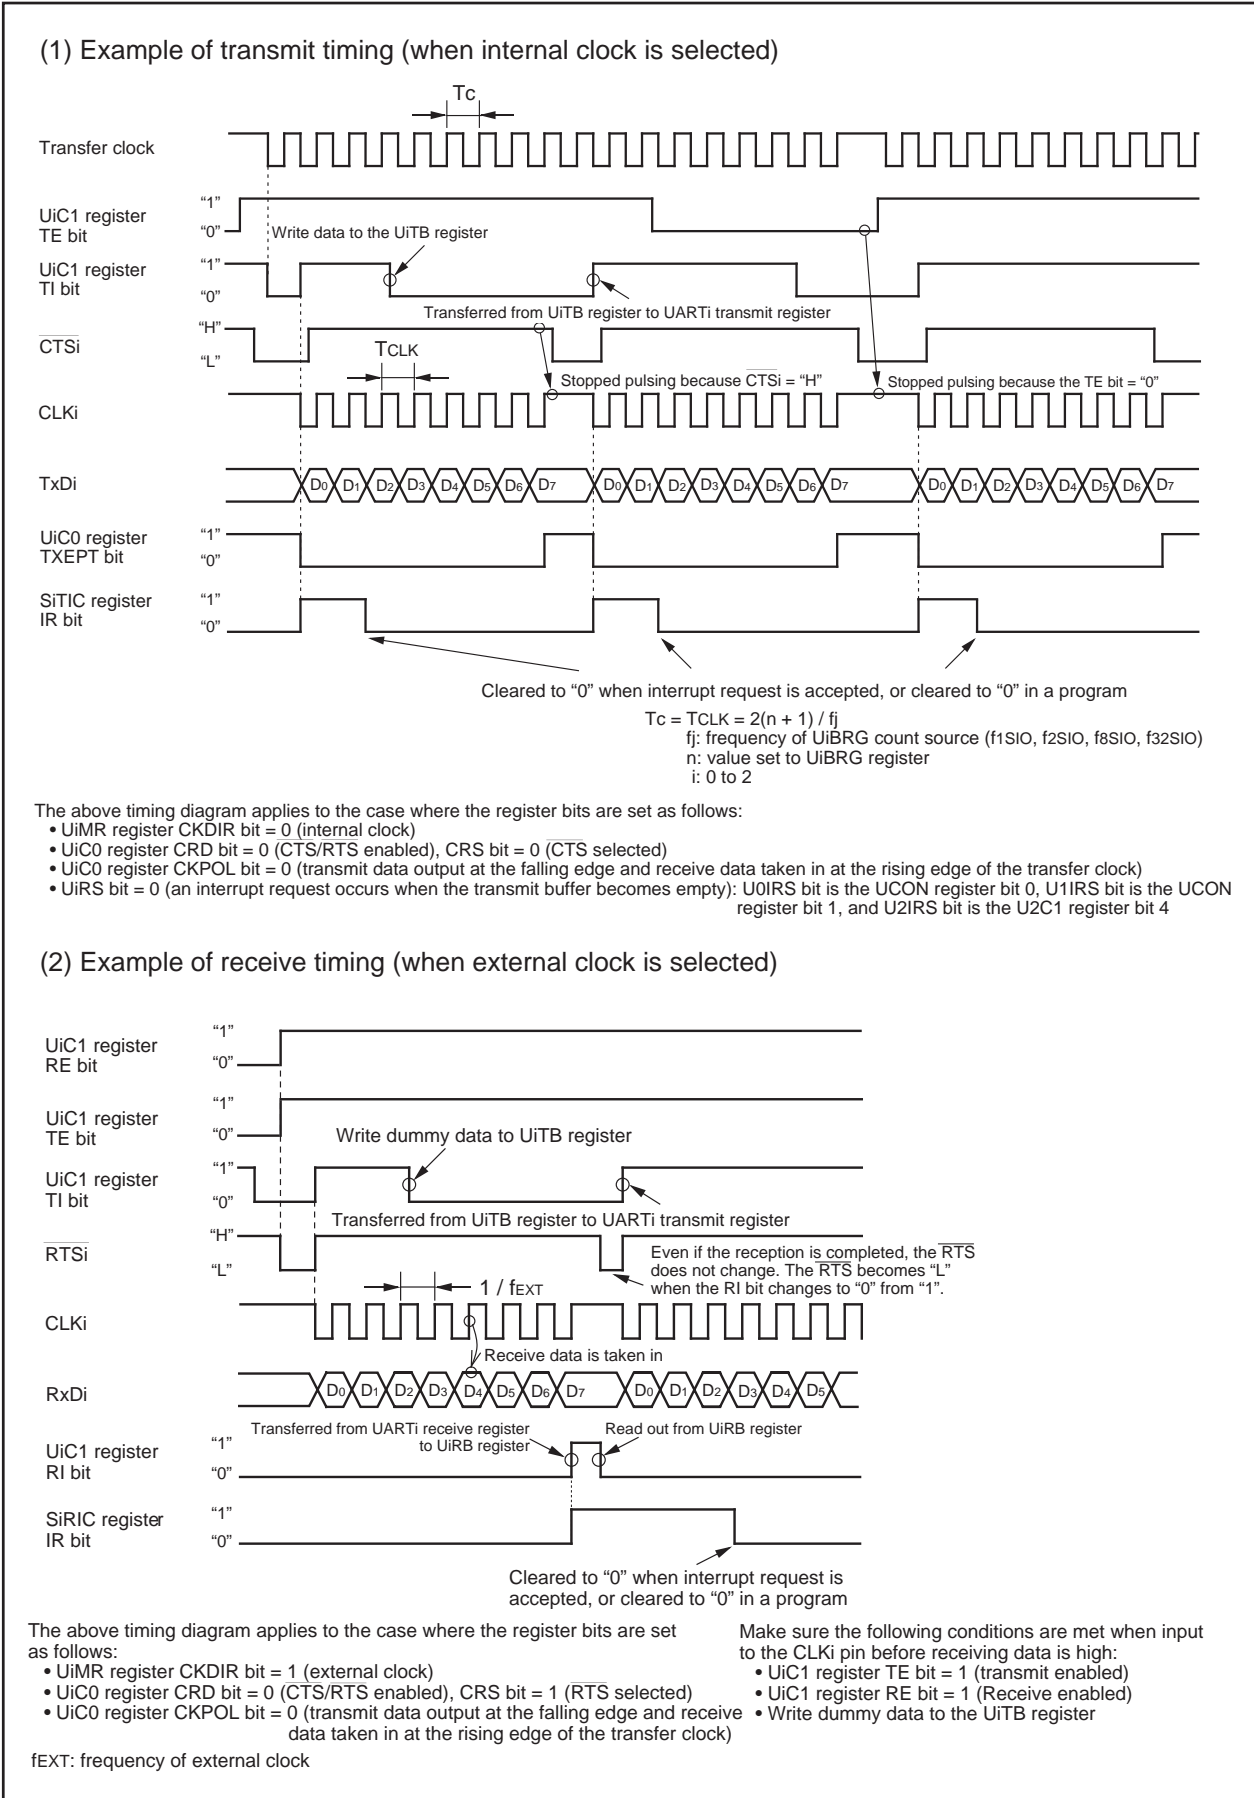 (1) Example of transmit timing (when internal clock is selected)
Tc
Transfer clock
UiC1 register
TE bit
“1”
“0”
Write data to the UiTB register
UiC1 register
TI bit
“1”
“0”
Transferred from UiTB register to UARTi transmit register
CTSi
“H”
“L”
TCLK
Stopped pulsing because CTSi = “H”
Stopped pulsing because the TE bit = “0”
CLKi
TxDi
D0 D1 D2 D3 D4 D5 D6 D7 D0 D1 D2 D3 D4 D5 D6 D7 D0 D1 D2 D3 D4 D5 D6 D7
UiC0 register
TXEPT bit
“1”
“0”
SiTIC register
IR bit
“1”
“0”
Cleared to “0” when interrupt request is accepted, or cleared to “0” in a program
Tc = TCLK = 2(n + 1) / fj
fj: frequency of UiBRG count source (f1SIO, f2SIO, f8SIO, f32SIO)
n: value set to UiBRG register
i: 0 to 2
The above timing diagram applies to the case where the register bits are set as follows:
• UiMR register CKDIR bit = 0 (internal clock)
• UiC0 register CRD bit = 0 (CTS/RTS enabled), CRS bit = 0 (CTS selected)
• UiC0 register CKPOL bit = 0 (transmit data output at the falling edge and receive data taken in at the rising edge of the transfer clock)
• UiRS bit = 0 (an interrupt request occurs when the transmit buffer becomes empty): U0IRS bit is the UCON register bit 0, U1IRS bit is the UCON
register bit 1, and U2IRS bit is the U2C1 register bit 4
(2) Example of receive timing (when external clock is selected)
UiC1 register
RE bit
“1”
“0”
UiC1 register
TE bit
“1”
“0”
Write dummy data to UiTB register
UiC1 register
TI bit
“1”
“0”
Transferred from UiTB register to UARTi transmit register
RTSi
“H”
“L”
Even if the reception is completed, the RTS
does not change. The RTS becomes “L”
when the RI bit changes to “0” from “1”.
1 / fEXT
CLKi
Receive data is taken in
RxDi
D0 D1 D2 D3 D4 D5 D6 D7 D0 D1 D2 D3 D4 D5
Transferred from UARTi receive register
to UiRB register
Read out from UiRB register
UiC1 register
RI bit
“1”
“0”
SiRIC register
IR bit
“1”
“0”
Cleared to “0” when interrupt request is
accepted, or cleared to “0” in a program
The above timing diagram applies to the case where the register bits are set
as follows:
• UiMR register CKDIR bit = 1 (external clock)
• UiC0 register CRD bit = 0 (CTS/RTS enabled), CRS bit = 1 (RTS selected)
• UiC0 register CKPOL bit = 0 (transmit data output at the falling edge and receive
data taken in at the rising edge of the transfer clock)
fEXT: frequency of external clock
Make sure the following conditions are met when input
to the CLKi pin before receiving data is high:
• UiC1 register TE bit = 1 (transmit enabled)
• UiC1 register RE bit = 1 (Receive enabled)
• Write dummy data to the UiTB register